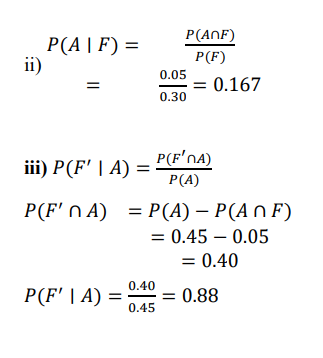 ii) P(A | F) = P(A∩F) / P(F)
= 0.05 / 0.30 = 0.167
iii) P(F′ | A) = P(F′∩A) / P(A)
P(F′ ∩ A) = P(A) − P(A ∩ F)
= 0.45 − 0.05
= 0.40
P(F′ | A) = 0.40 / 0.45 = 0.88